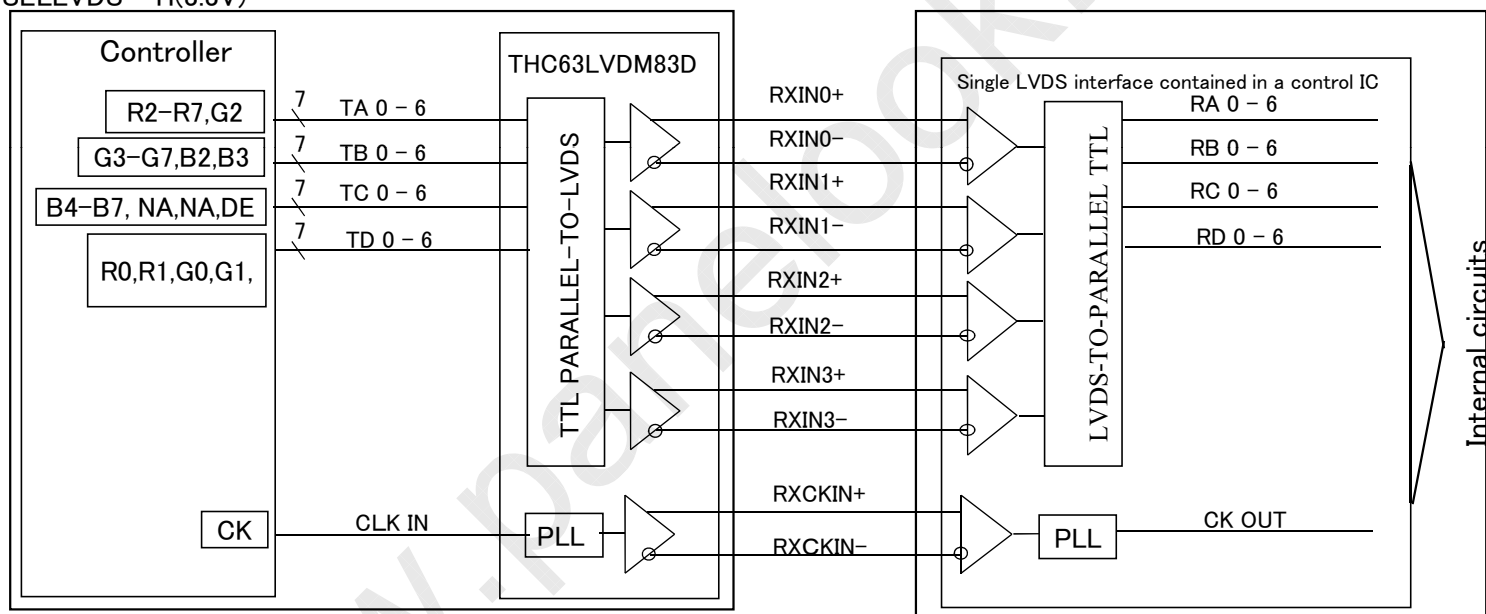 Controller
R2-R7,G2
G3-G7,B2,B3
B4-B7, NA,NA,DE
R0,R1,G0,G1,
CK
7
TA 0 - 6
7
TB 0 - 6
7
TC 0 - 6
7
TD 0 - 6
CLK IN
THC63LVDM83D
TTL PARALLEL-TO-LVDS
PLL
RXIN0+
RXIN0-
RXIN1+
RXIN1-
RXIN2+
RXIN2-
RXIN3+
RXIN3-
RXCKIN+
RXCKIN-
Single LVDS interface contained in a control IC
LVDS-TO-PARALLEL TTL
PLL
RA 0 - 6
RB 0 - 6
RC 0 - 6
RD 0 - 6
CK OUT
Internal circuits